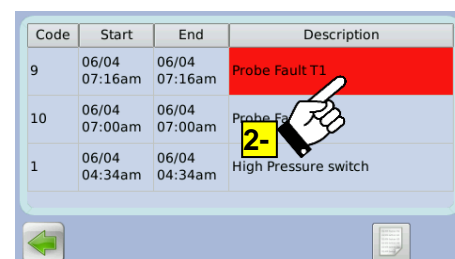 Code Start End Description
9 06/04 07:16am 06/04 07:16am Probe Fault T1
10 06/04 07:00am 06/04 07:00am Probe
2-
1 06/04 04:34am 06/04 04:34am High Pressure switch